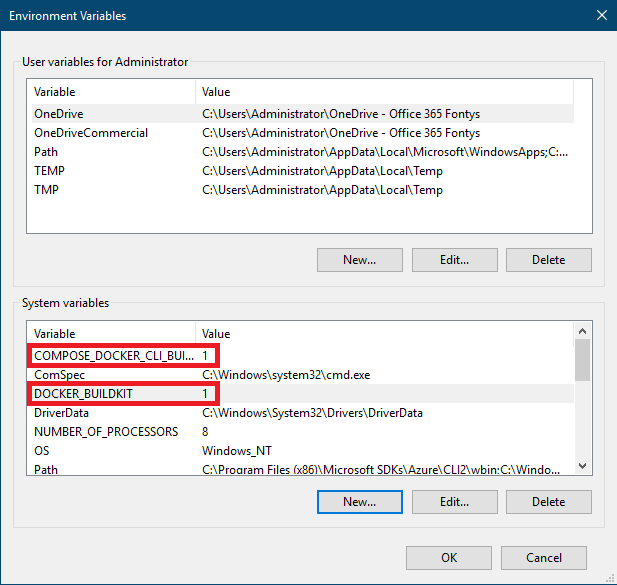 Environment Variables
User variables for Administrator
Variable Value
OneDrive C:\Users\Administrator\OneDrive - Office 365 Fontys
OneDriveCommercial C:\Users\Administrator\OneDrive - Office 365 Fontys
Path C:\Users\Administrator\AppData\Local\Microsoft\WindowsApps;C:...
TEMP C:\Users\Administrator\AppData\Local\Temp
TMP C:\Users\Administrator\AppData\Local\Temp
New... Edit... Delete
System variables
Variable Value
COMPOSE_DOCKER_CLI_BUI... 1
ComSpec C:\Windows\system32\cmd.exe
DOCKER_BUILDKIT 1
DriverData C:\Windows\System32\Drivers\DriverData
NUMBER_OF_PROCESSORS 8
OS Windows_NT
Path C:\Program Files (x86)\Microsoft SDKs\Azure\CLI2\wbin;C:\Windo...
New... Edit... Delete
OK Cancel